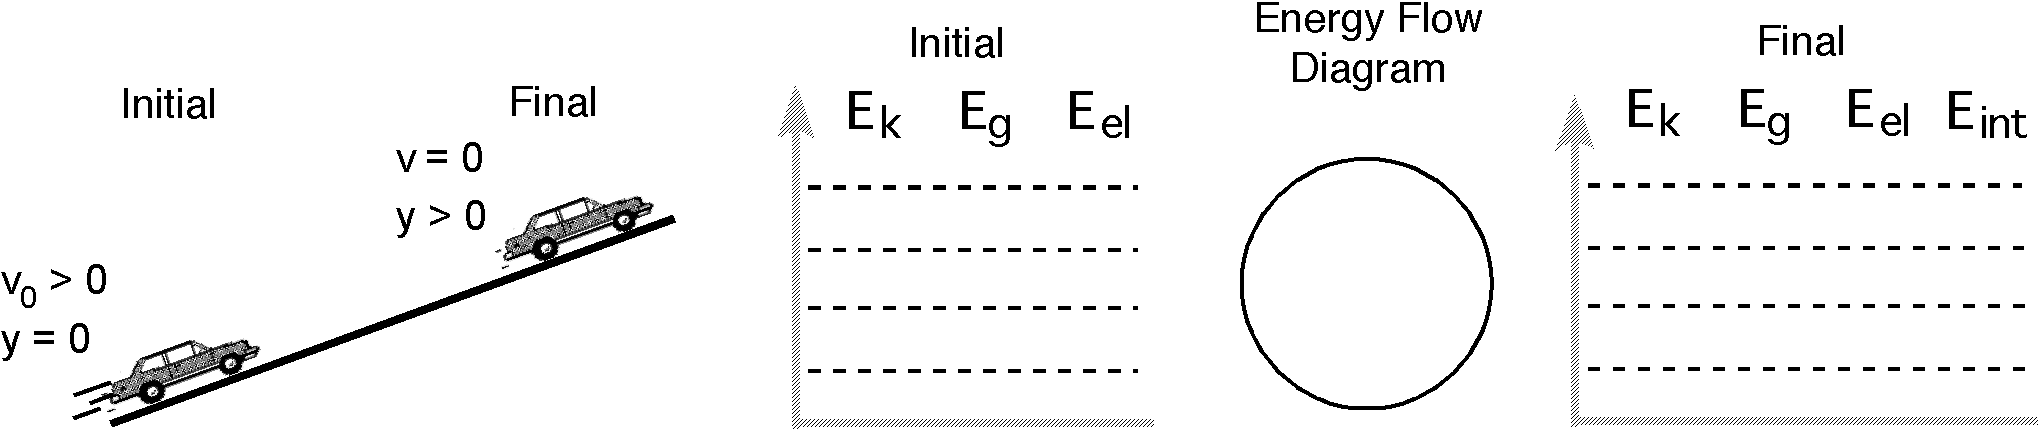 Initial
v0 > 0
y = 0
Final
v = 0
y > 0
Initial
Ek Eg Eel
Energy Flow
Diagram
Final
Ek Eg Eel Eint